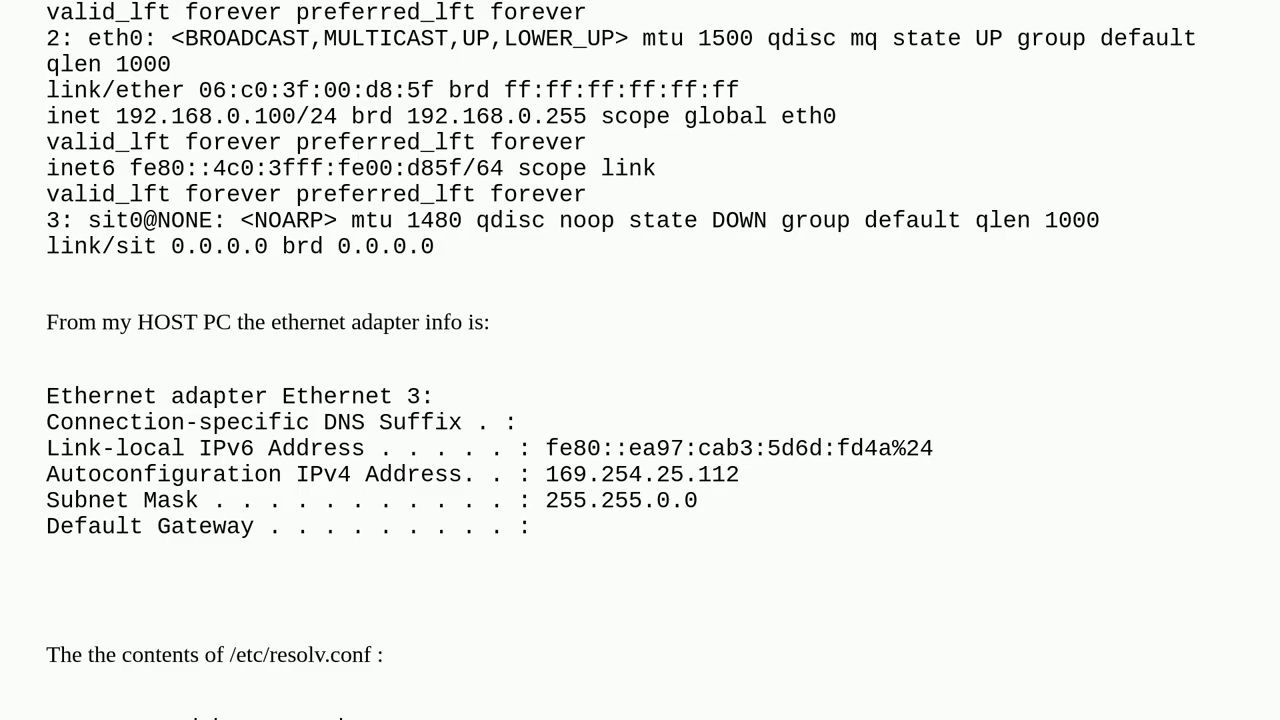 valid_lft forever preferred_lft forever
2: eth0: <BROADCAST,MULTICAST,UP,LOWER_UP> mtu 1500 qdisc mq state UP group default
qlen 1000
link/ether 06:c0:3f:00:d8:5f brd ff:ff:ff:ff:ff:ff
inet 192.168.0.100/24 brd 192.168.0.255 scope global eth0
valid_lft forever preferred_lft forever
inet6 fe80::4c0:3fff:fe00:d85f/64 scope link
valid_lft forever preferred_lft forever
3: sit0@NONE: <NOARP> mtu 1480 qdisc noop state DOWN group default qlen 1000
link/sit 0.0.0.0 brd 0.0.0.0
From my HOST PC the ethernet adapter info is:
Ethernet adapter Ethernet 3:
Connection-specific DNS Suffix . :
Link-local IPv6 Address . . . . . : fe80::ea97:cab3:5d6d:fd4a%24
Autoconfiguration IPv4 Address. . : 169.254.25.112
Subnet Mask . . . . . . . . . . . : 255.255.0.0
Default Gateway . . . . . . . . . :
The the contents of /etc/resolv.conf :